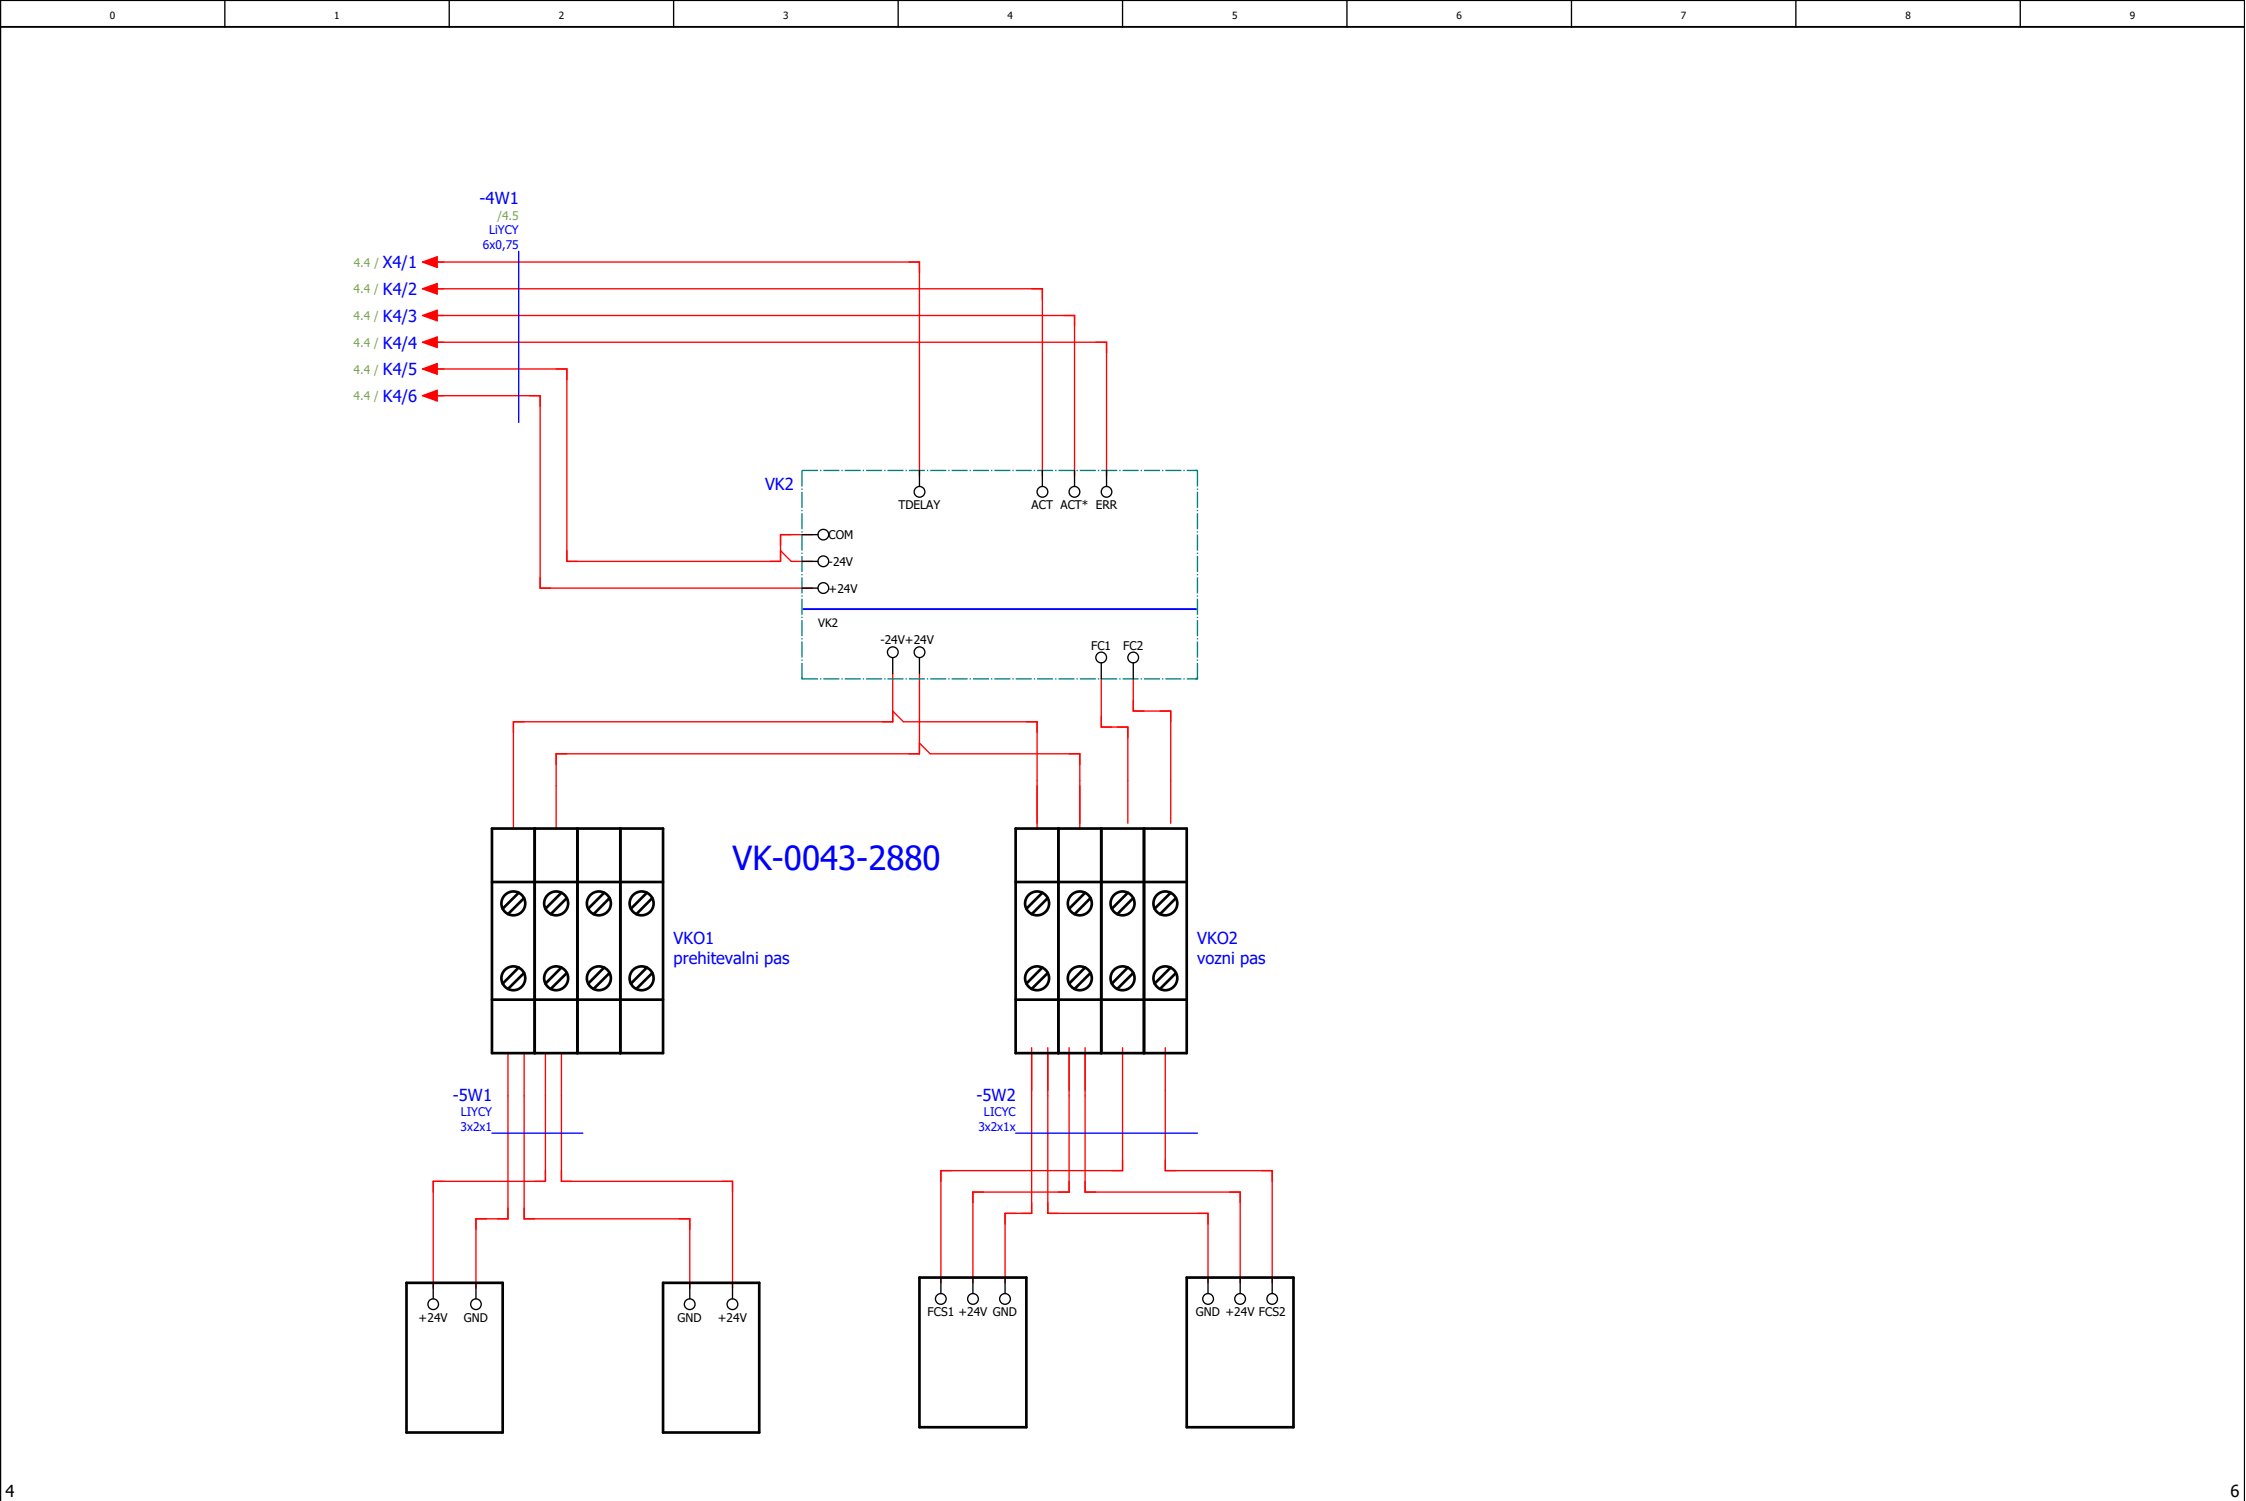 0 1 2 3 4 5 6 7 8 9
-4W1
/4.5
LiYCY
6x0,75
4.4 / X4/1
4.4 / K4/2
4.4 / K4/3
4.4 / K4/4
4.4 / K4/5
4.4 / K4/6
VK2
TDELAY ACT ACT* ERR
COM
-24V
+24V
VK2
-24V +24V FC1 FC2
VK-0043-2880
VKO1
prehitevalni pas
VKO2
vozni pas
-5W1
LIYCY
3x2x1
-5W2
LICYC
3x2x1x
+24V GND GND +24V
FCS1 +24V GND GND +24V FCS2
4 6